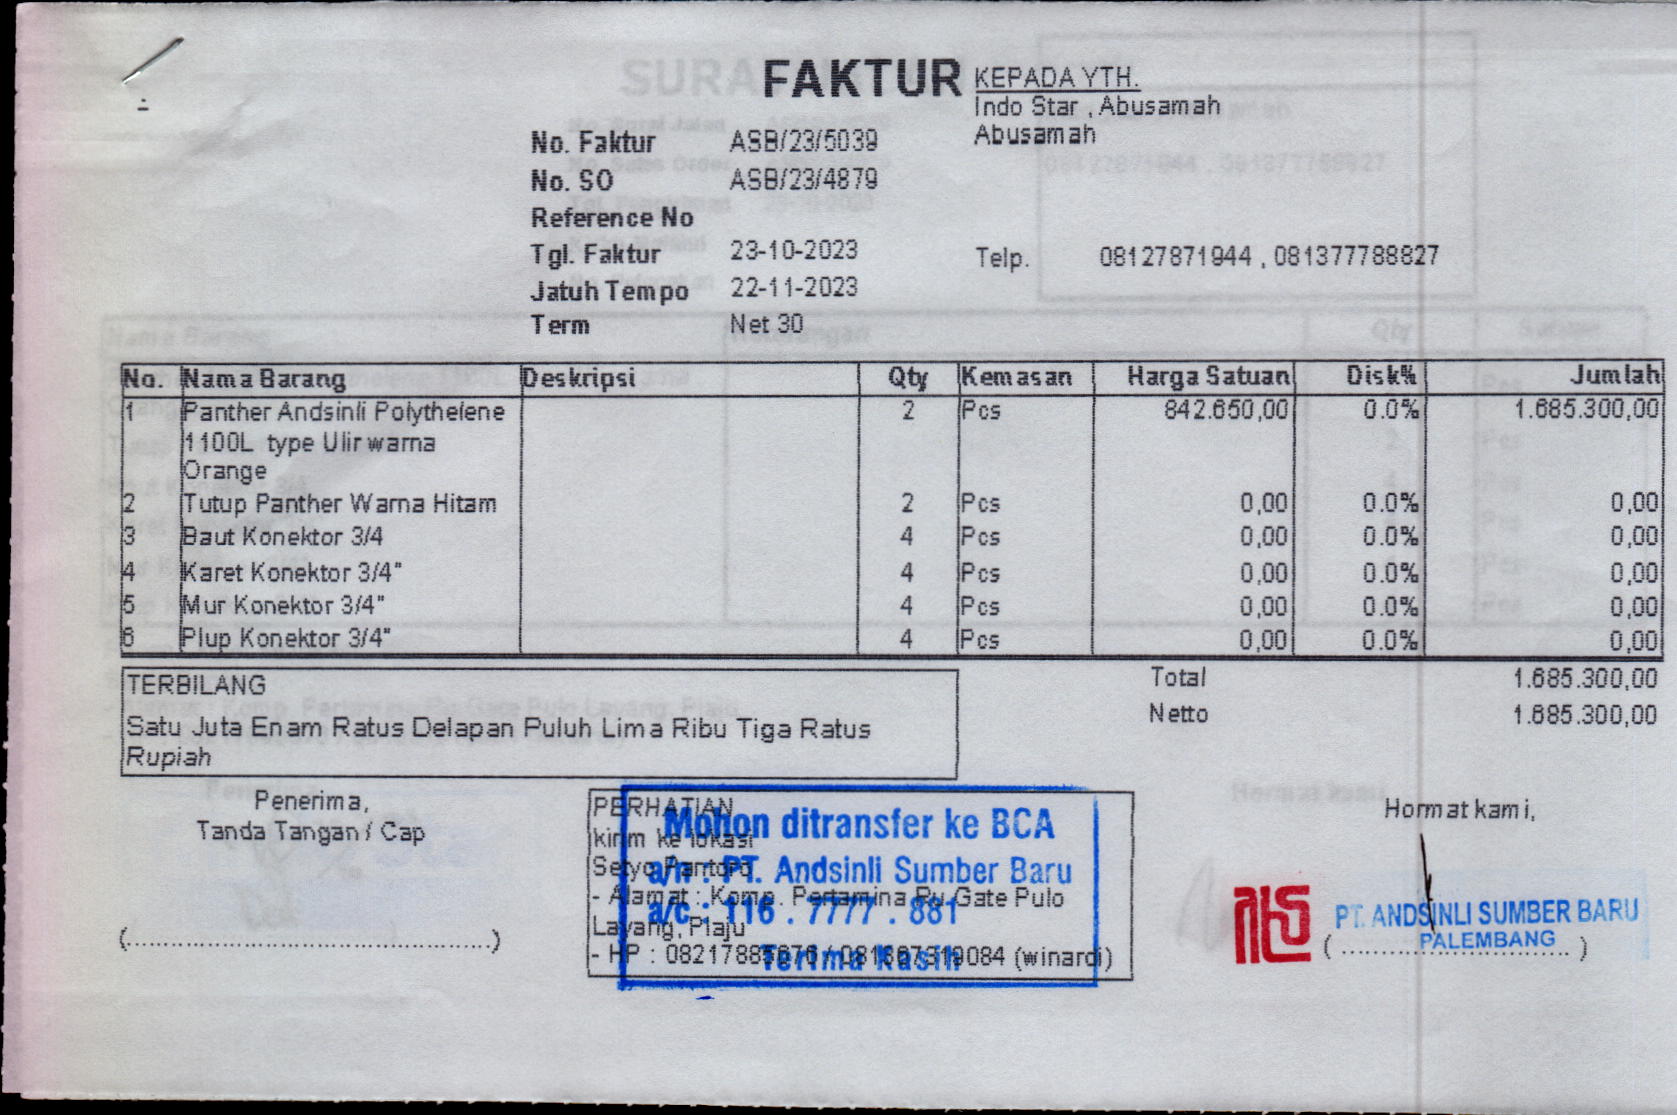 FAKTUR
KEPADA YTH.
Indo Star , Abusamah
Abusamah
No. Faktur ASB/23/5039
No. SO ASB/23/4879
Reference No
Tgl. Faktur 23-10-2023
Telp. 08127871944 , 081377788827
Jatuh Tempo 22-11-2023
Term Net 30
No. Nama Barang Deskripsi Qty Kemasan Harga Satuan Disk% Jumlah
1 Panther Andsinli Polythelene 2 Pcs 842.650,00 0.0% 1.685.300,00
1100L type Ulir warna
Orange
2 Tutup Panther Warna Hitam 2 Pcs 0,00 0.0% 0,00
3 Baut Konektor 3/4 4 Pcs 0,00 0.0% 0,00
4 Karet Konektor 3/4" 4 Pcs 0,00 0.0% 0,00
5 Mur Konektor 3/4" 4 Pcs 0,00 0.0% 0,00
6 Plup Konektor 3/4" 4 Pcs 0,00 0.0% 0,00
Total 1.685.300,00
Netto 1.685.300,00
TERBILANG
Satu Juta Enam Ratus Delapan Puluh Lima Ribu Tiga Ratus
Rupiah
Penerima,
Tanda Tangan / Cap
(...................................................)
PERHATIAN
kirim ke lokasi
- Alamat : Komp. Pertamina Gate Pulo
Layang, Plaju
- HP : (winardi)
Mohon ditransfer ke BCA
a/n : PT. Andsinli Sumber Baru
a/c : 116 . 7777 . 881
Terima Kasih
Hormat kami,
PT. ANDSINLI SUMBER BARU
PALEMBANG
(................................)